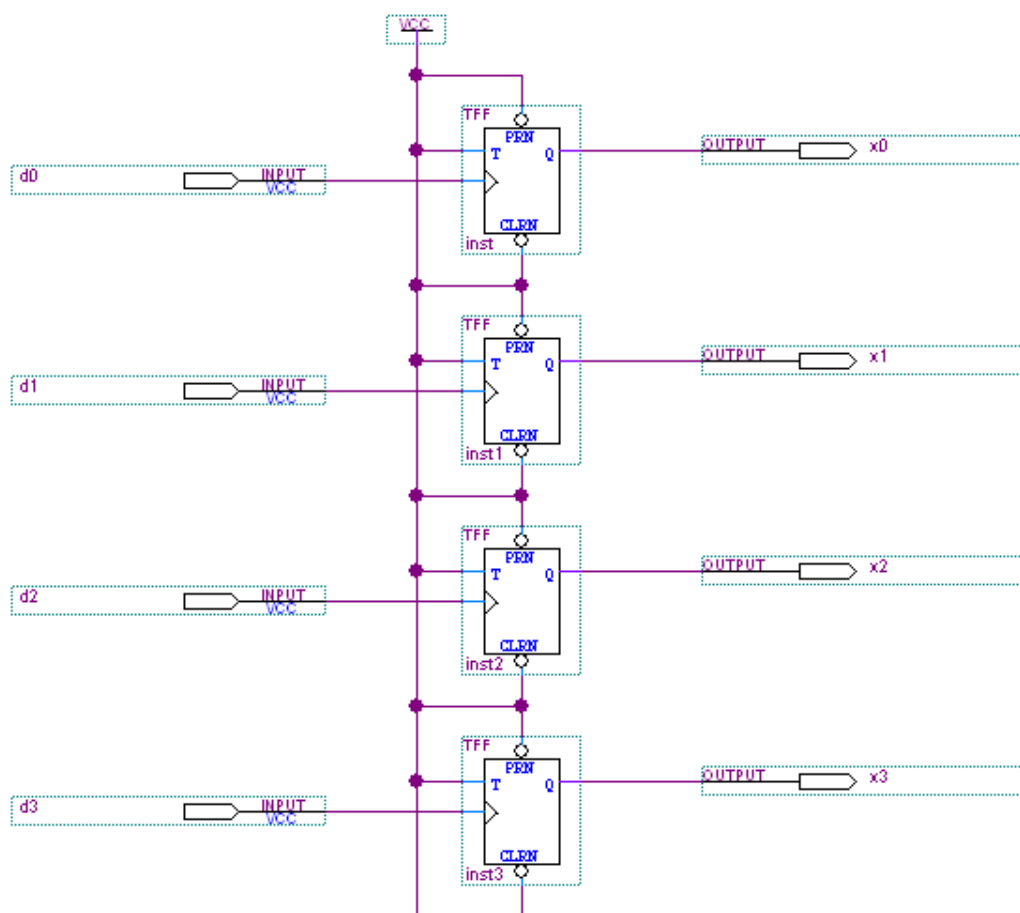 VCC
TFF
PRN
T Q
OUTPUT x0
d0 INPUT
VCC
CLRN
inst
TFF
PRN
T Q
OUTPUT x1
d1 INPUT
VCC
CLRN
inst1
TFF
PRN
T Q
OUTPUT x2
d2 INPUT
VCC
CLRN
inst2
TFF
PRN
T Q
OUTPUT x3
d3 INPUT
VCC
CLRN
inst3